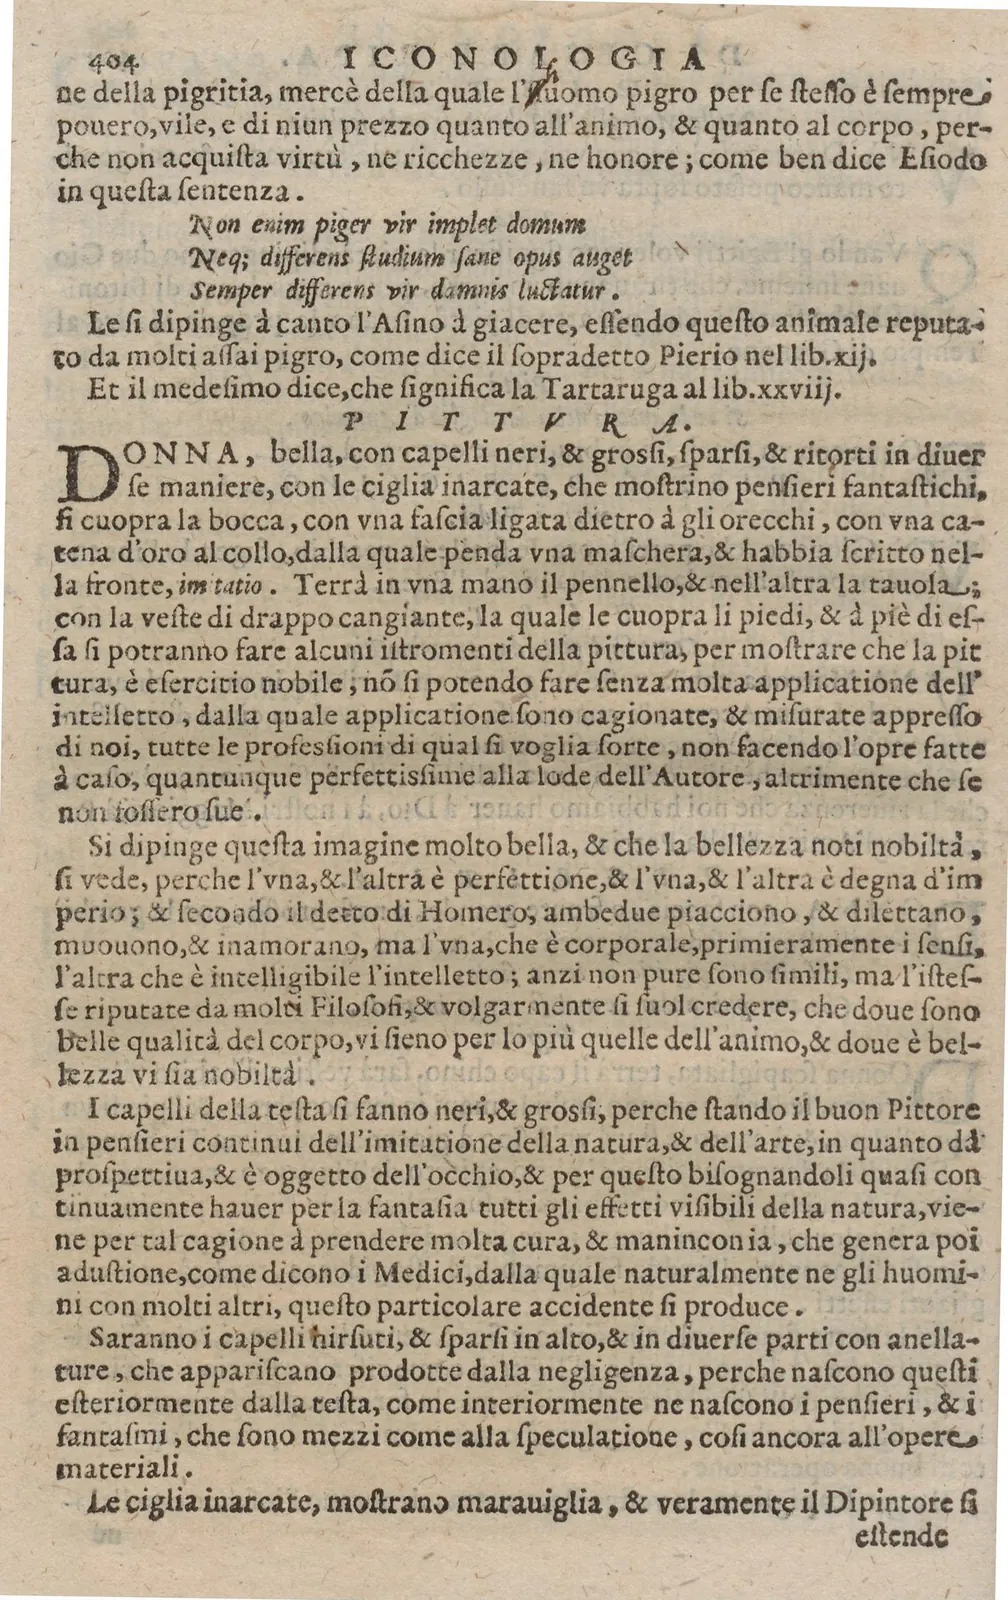 404 ICONOLOGIA
ne della pigritia, mercè della quale l'huomo pigro per se stesso è sempre
pouero, vile, e di niun prezzo quanto all'animo, & quanto al corpo, per-
che non acquista virtù, ne ricchezze, ne honore; come ben dice Esiodo
in questa sentenza.
Non enim piger vir implet domum
Neq; differens studium sane opus auget
Semper differens vir damnis luctatur.
Le si dipinge à canto l'Asino à giacere, essendo questo animale reputa-
to da molti assai pigro, come dice il sopradetto Pierio nel lib.xij.
Et il medesimo dice, che significa la Tartaruga al lib.xxviij.
PITTVRA.
DONNA, bella, con capelli neri, & grossi, sparsi, & ritorti in diuer
se maniere, con le ciglia inarcate, che mostrino pensieri fantastichi,
si cuopra la bocca, con vna fascia ligata dietro à gli orecchi, con vna ca-
tena d'oro al collo, dalla quale penda vna maschera, & habbia scritto nel-
la fronte, imitatio. Terrà in vna mano il pennello, & nell'altra la tauola;
con la veste di drappo cangiante, la quale le cuopra li piedi, & à piè di es-
sa si potranno fare alcuni istromenti della pittura, per mostrare che la pit
tura, è esercitio nobile, nõ si potendo fare senza molta applicatione dell'
intelletto, dalla quale applicatione sono cagionate, & misurate appresso
di noi, tutte le professioni di qual si voglia sorte, non facendo l'opre fatte
à caso, quantunque perfettissime alla lode dell'Autore, altrimente che se
non fossero sue.
Si dipinge questa imagine molto bella, & che la bellezza noti nobiltà,
si vede, perche l'vna, & l'altra è perfettione, & l'vna, & l'altra è degna d'im
perio; & secondo il detto di Homero, ambedue piacciono, & dilettano,
muouono, & inamorano, ma l'vna, che è corporale, primieramente i sensi,
l'altra che è intelligibile l'intelletto; anzi non pure sono simili, ma l'istes-
se riputate da molti Filosofi, & volgarmente si suol credere, che doue sono
belle qualità del corpo, vi sieno per lo più quelle dell'animo, & doue è bel-
lezza vi sia nobiltà.
I capelli della testa si fanno neri, & grossi, perche stando il buon Pittore
in pensieri continui dell'imitatione della natura, & dell'arte, in quanto dà
prospettiua, & è oggetto dell'occhio, & per questo bisognandoli quasi con
tinuamente hauer per la fantasia tutti gli effetti visibili della natura, vie-
ne per tal cagione à prendere molta cura, & maninconia, che genera poi
adustione, come dicono i Medici, dalla quale naturalmente ne gli huomi-
ni con molti altri, questo particolare accidente si produce.
Saranno i capelli hirsuti, & sparsi in alto, & in diuerse parti con anella-
ture, che appariscano prodotte dalla negligenza, perche nascono questi
esteriormente dalla testa, come interiormente ne nascono i pensieri, & i
fantasmi, che sono mezzi come alla speculatione, così ancora all'opere
materiali.
Le ciglia inarcate, mostrano marauiglia, & veramente il Dipintore si
estende